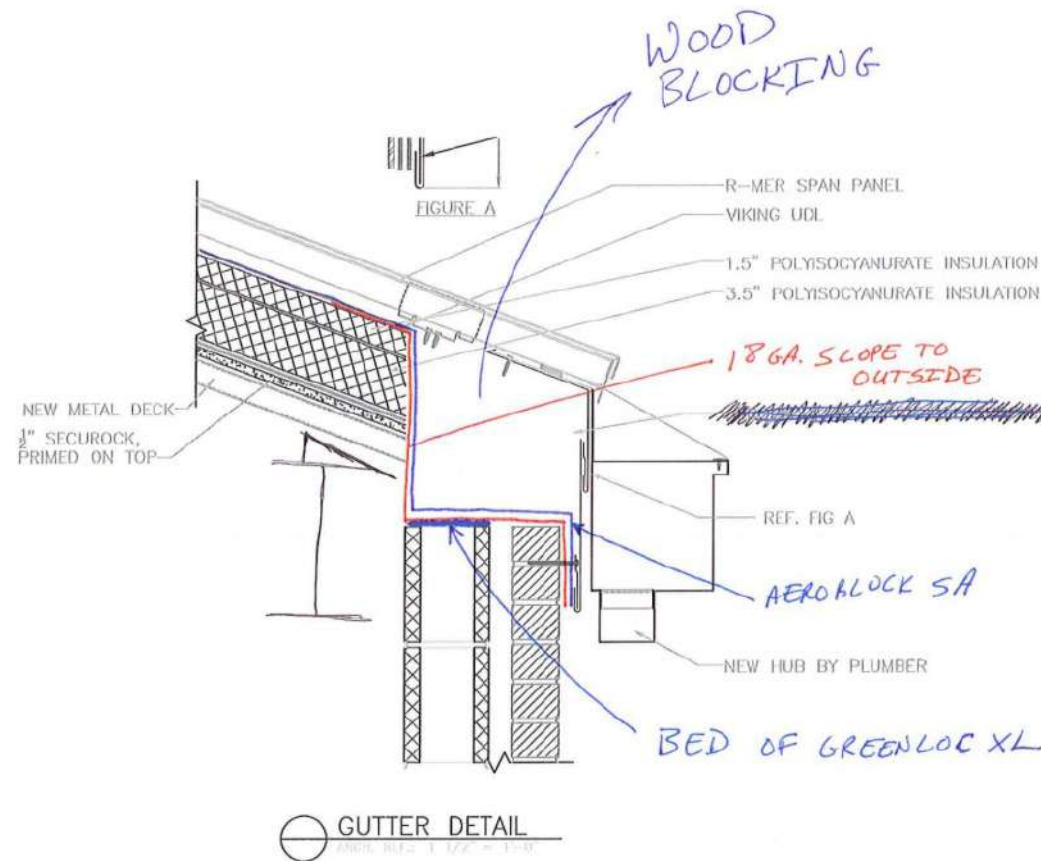 WOOD
BLOCKING
FIGURE A
R-MER SPAN PANEL
VIKING UDL
1.5" POLYISOCYANURATE INSULATION
3.5" POLYISOCYANURATE INSULATION
18 GA. SLOPE TO
OUTSIDE
NEW METAL DECK
½" SECUROCK,
PRIMED ON TOP
REF. FIG A
AEROBLOCK SA
NEW HUB BY PLUMBER
BED OF GREENLOC XL
GUTTER DETAIL